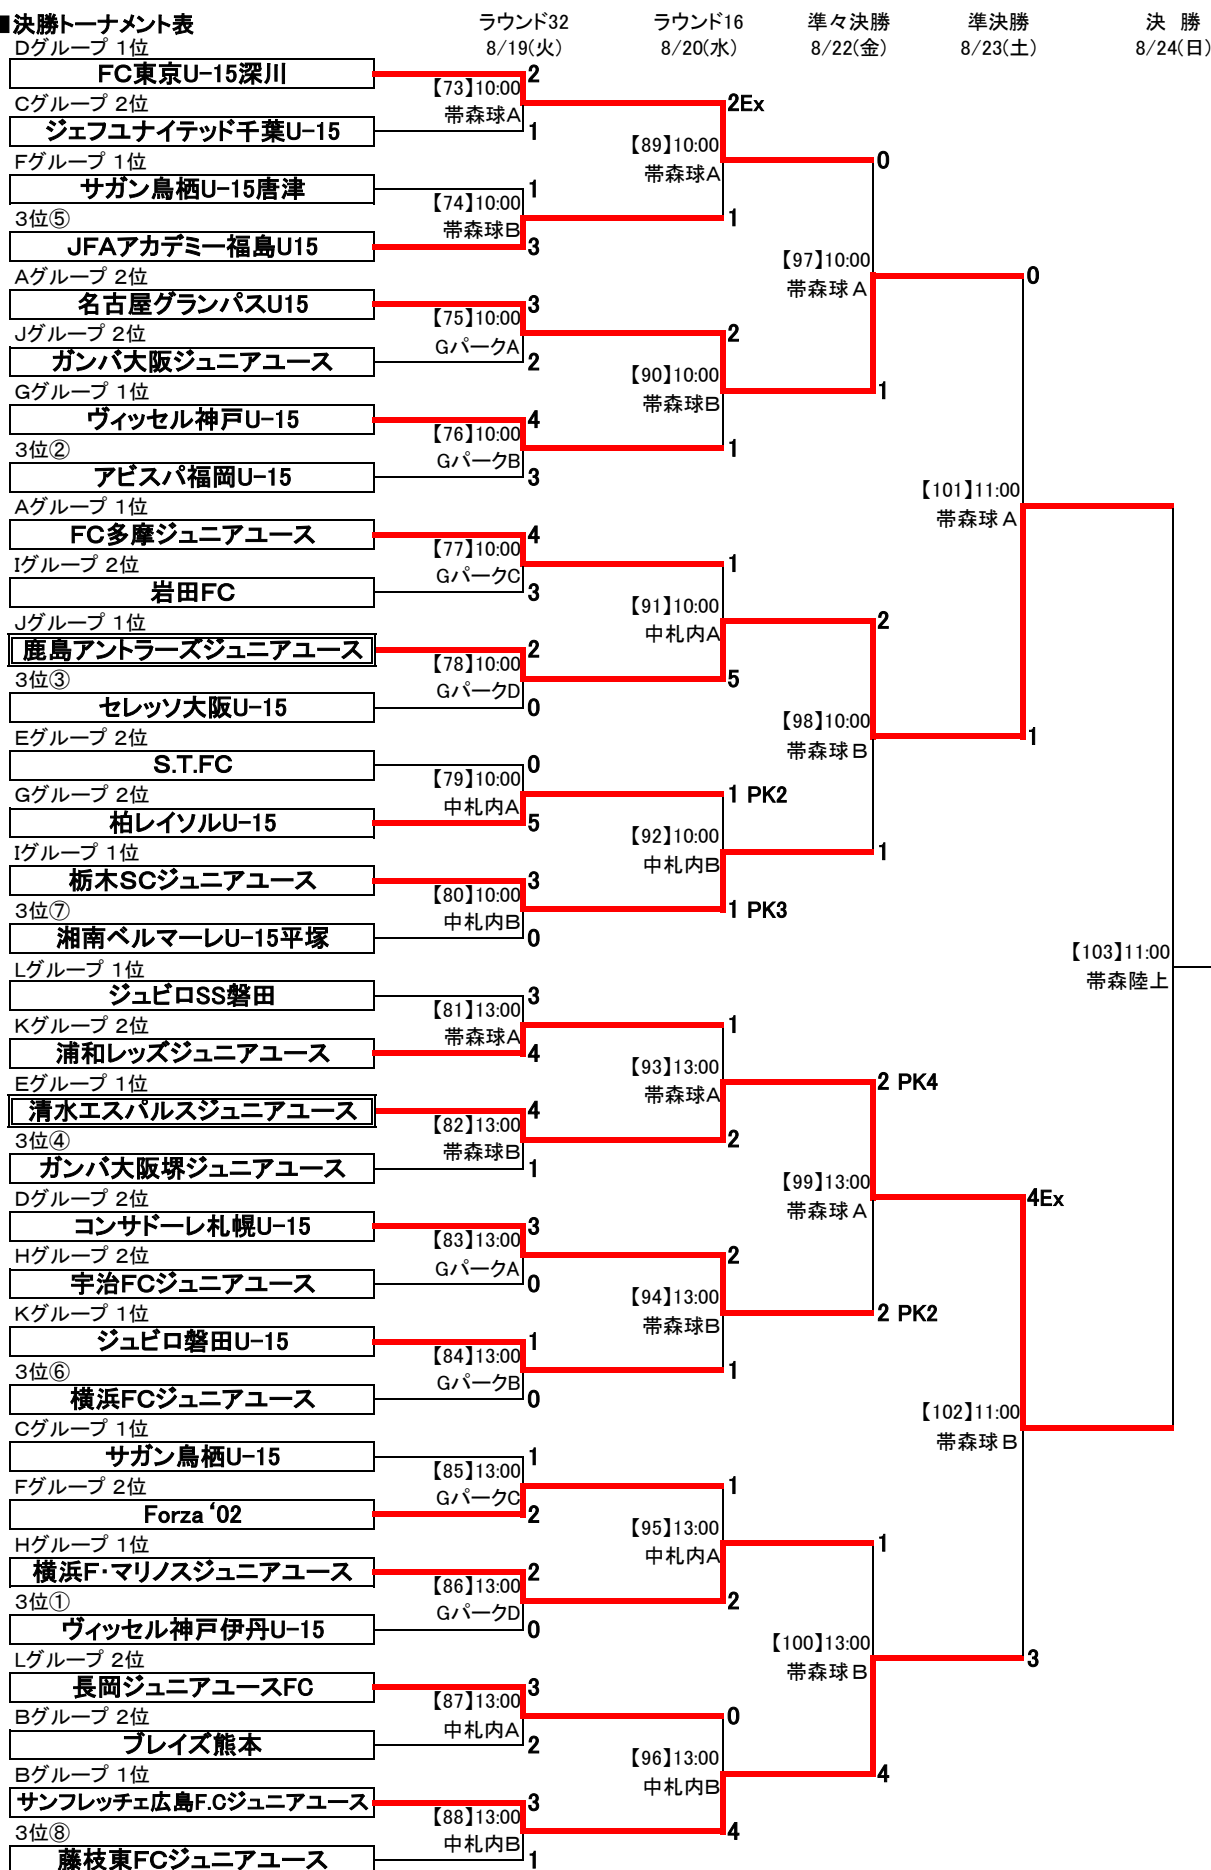 ■決勝トーナメント表
ラウンド32 ラウンド16 準々決勝 準決勝 決 勝
8/19(火) 8/20(水) 8/22(金) 8/23(土) 8/24(日)
Dグループ 1位
FC東京U-15深川
2
【73】10:00
帯森球A
Cグループ 2位
ジェフユナイテッド千葉U-15
1
2Ex
【89】10:00
帯森球A
Fグループ 1位
サガン鳥栖U-15唐津
1
【74】10:00
帯森球B
3位⑤
JFAアカデミー福島U15
3
1
0
【97】10:00
帯森球A
Aグループ 2位
名古屋グランパスU15
3
【75】10:00
GパークA
Jグループ 2位
ガンバ大阪ジュニアユース
2
2
【90】10:00
帯森球B
Gグループ 1位
ヴィッセル神戸U-15
4
【76】10:00
GパークB
3位②
アビスパ福岡U-15
3
1
1
0
【101】11:00
帯森球A
Aグループ 1位
FC多摩ジュニアユース
4
【77】10:00
GパークC
Iグループ 2位
岩田FC
3
1
【91】10:00
中札内A
Jグループ 1位
鹿島アントラーズジュニアユース
2
【78】10:00
GパークD
3位③
セレッソ大阪U-15
0
5
2
【98】10:00
帯森球B
1
Eグループ 2位
S.T.FC
0
【79】10:00
中札内A
Gグループ 2位
柏レイソルU-15
5
1 PK2
【92】10:00
中札内B
1
Iグループ 1位
栃木SCジュニアユース
3
【80】10:00
中札内B
3位⑦
湘南ベルマーレU-15平塚
0
1 PK3
【103】11:00
帯森陸上
Lグループ 1位
ジュビロSS磐田
3
【81】13:00
帯森球A
Kグループ 2位
浦和レッズジュニアユース
4
1
【93】13:00
帯森球A
Eグループ 1位
清水エスパルスジュニアユース
4
【82】13:00
帯森球B
3位④
ガンバ大阪堺ジュニアユース
1
2
2 PK4
【99】13:00
帯森球A
4Ex
Dグループ 2位
コンサドーレ札幌U-15
3
【83】13:00
GパークA
Hグループ 2位
宇治FCジュニアユース
0
2
【94】13:00
帯森球B
2 PK2
Kグループ 1位
ジュビロ磐田U-15
1
【84】13:00
GパークB
3位⑥
横浜FCジュニアユース
0
1
【102】11:00
帯森球B
Cグループ 1位
サガン鳥栖U-15
1
【85】13:00
GパークC
Fグループ 2位
Forza‘02
2
1
【95】13:00
中札内A
Hグループ 1位
横浜F・マリノスジュニアユース
2
【86】13:00
GパークD
3位①
ヴィッセル神戸伊丹U-15
0
2
1
【100】13:00
帯森球B
3
Lグループ 2位
長岡ジュニアユースFC
3
【87】13:00
中札内A
Bグループ 2位
ブレイズ熊本
2
0
【96】13:00
中札内B
4
Bグループ 1位
サンフレッチェ広島F.Cジュニアユース
3
【88】13:00
中札内B
3位⑧
藤枝東FCジュニアユース
1
4